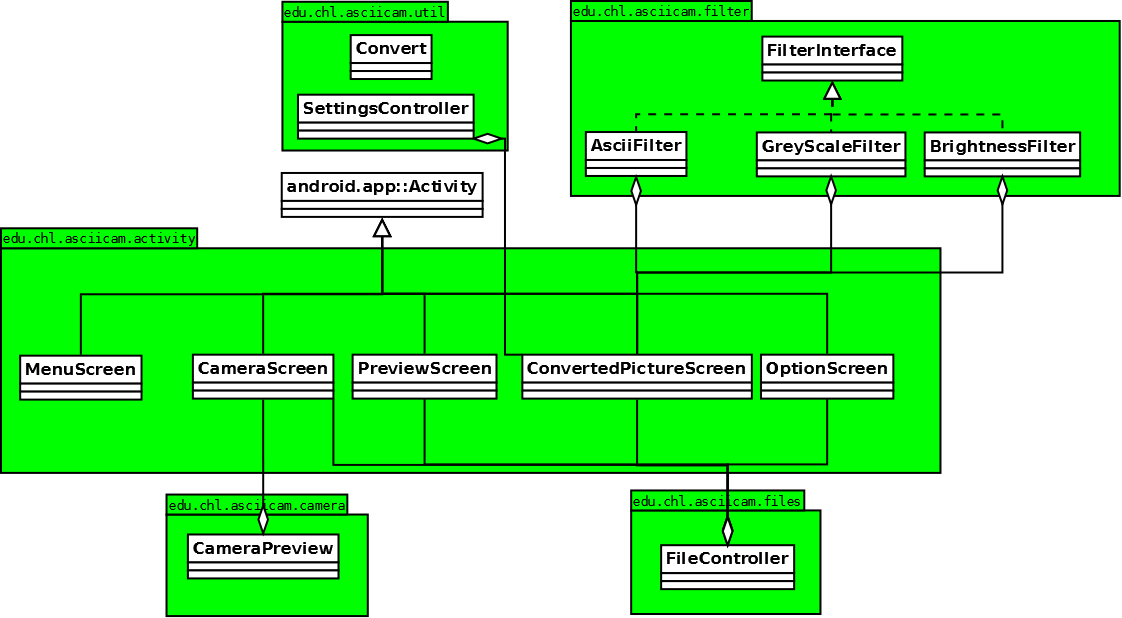 edu.chl.asciicam.util
Convert
SettingsController
edu.chl.asciicam.filter
FilterInterface
AsciiFilter
GreyScaleFilter
BrightnessFilter
android.app::Activity
edu.chl.asciicam.activity
MenuScreen
CameraScreen
PreviewScreen
ConvertedPictureScreen
OptionScreen
edu.chl.asciicam.camera
CameraPreview
edu.chl.asciicam.files
FileController